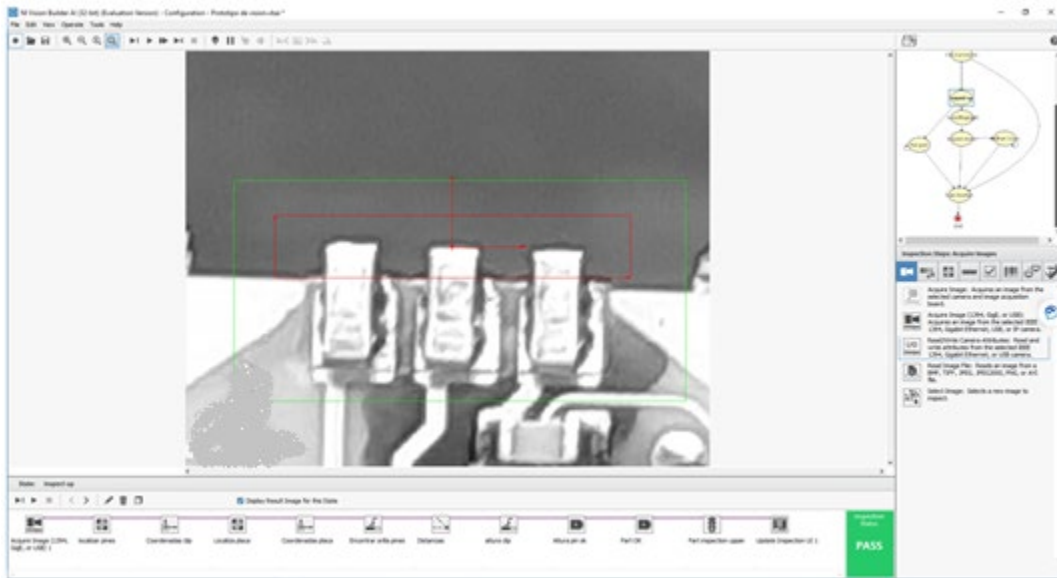 NI Vision Builder AI (32-bit) (Evaluation Version) - Configuration - Prototipo de vision.vbai *
File Edit View Operate Tools Help
End
Inspection Steps: Acquire Images
Acquire Image: Acquires an image from the
selected camera and image acquisition
board.
Acquire Image (1394, GigE, or USB):
Acquires an image from the selected IEEE
1394, Gigabit Ethernet, USB, or IP camera.
Read/Write Camera Attributes: Read and
write attributes from the selected IEEE
1394, Gigabit Ethernet, or USB camera.
Read Image File: Reads an image from a
BMP, TIFF, JPEG, JPEG2000, PNG, or AVI
file.
Select Image: Selects a new image to
inspect.
State: Inspect up
Display Result Image for this State
Acquire Image (1394,
GigE, or USB) 1
location pines
Coordenadas clip
Location placa
Coordenadas placa
Encontrar orilla pines
Distances
altura clip
Altura pin ok
Part OK
Part inspection upper
Update Inspection UI 1
Inspection
Status
PASS